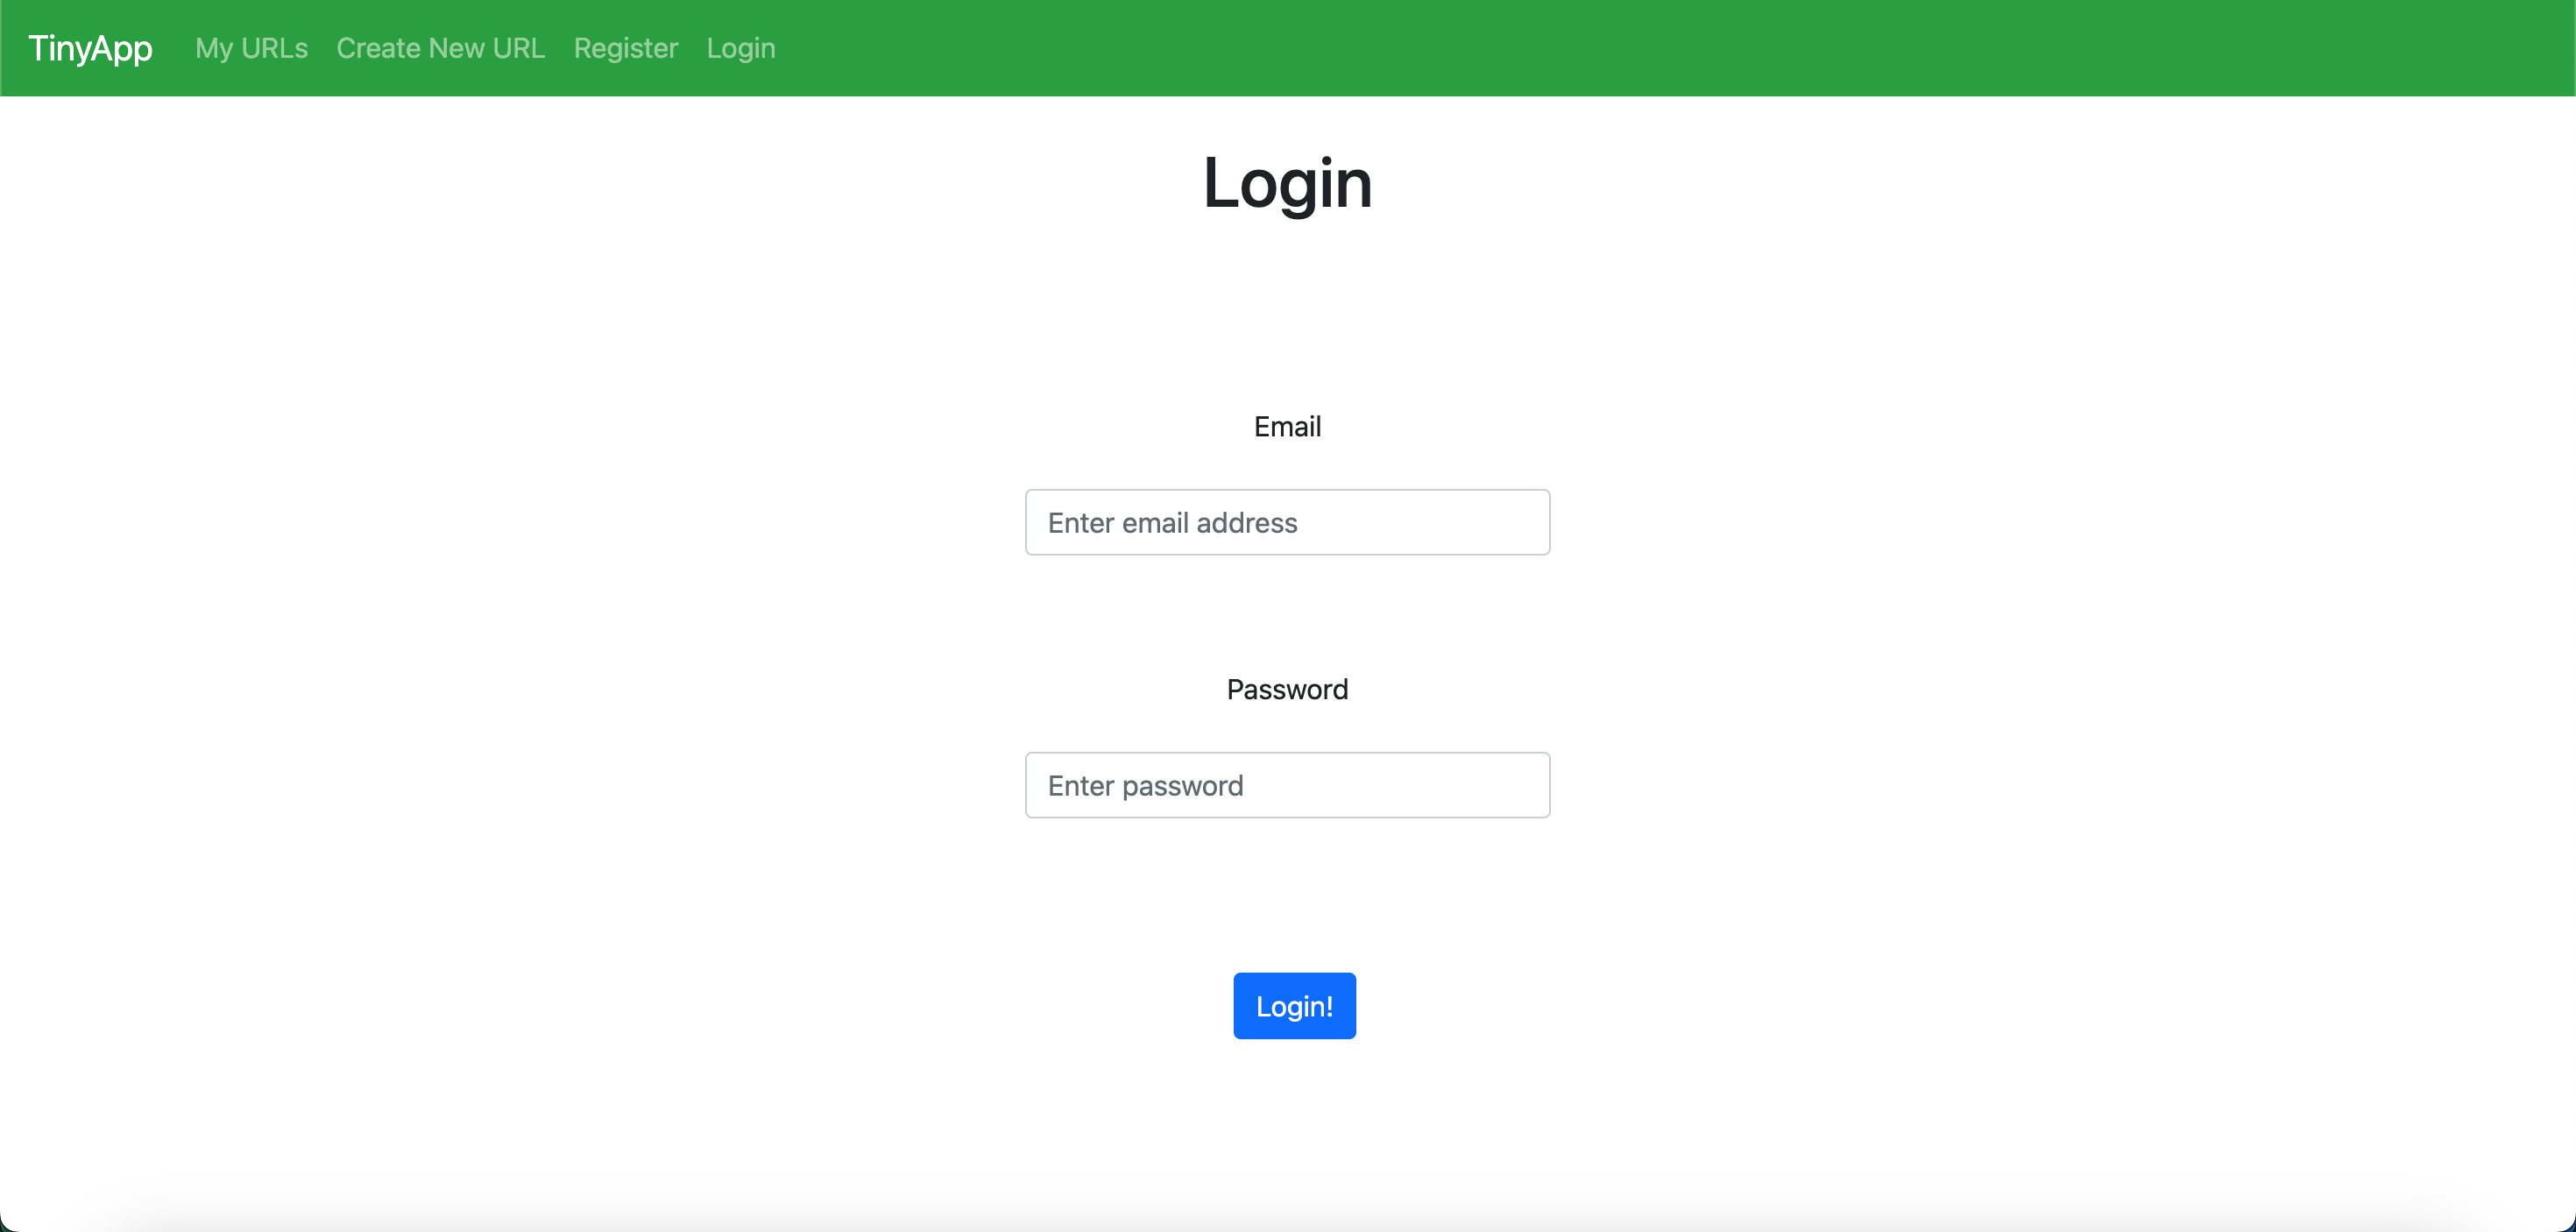 TinyApp My URLs Create New URL Register Login
Login
Email
Enter email address
Password
Enter password
Login!